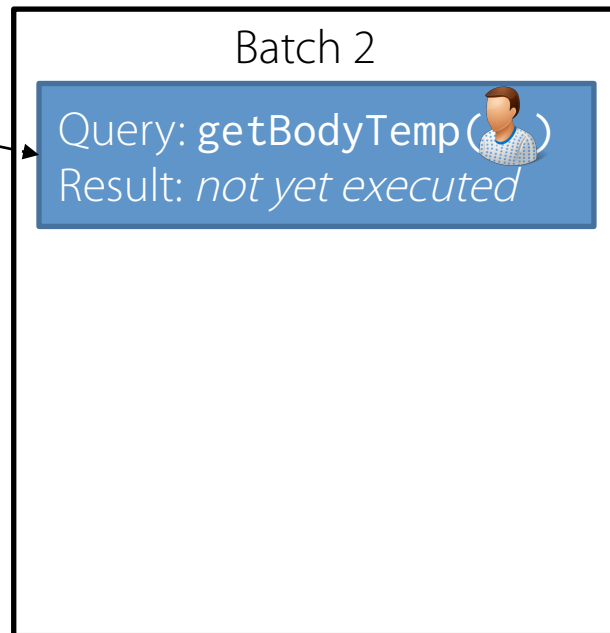 Batch 2
Query: getBodyTemp( )
Result: not yet executed